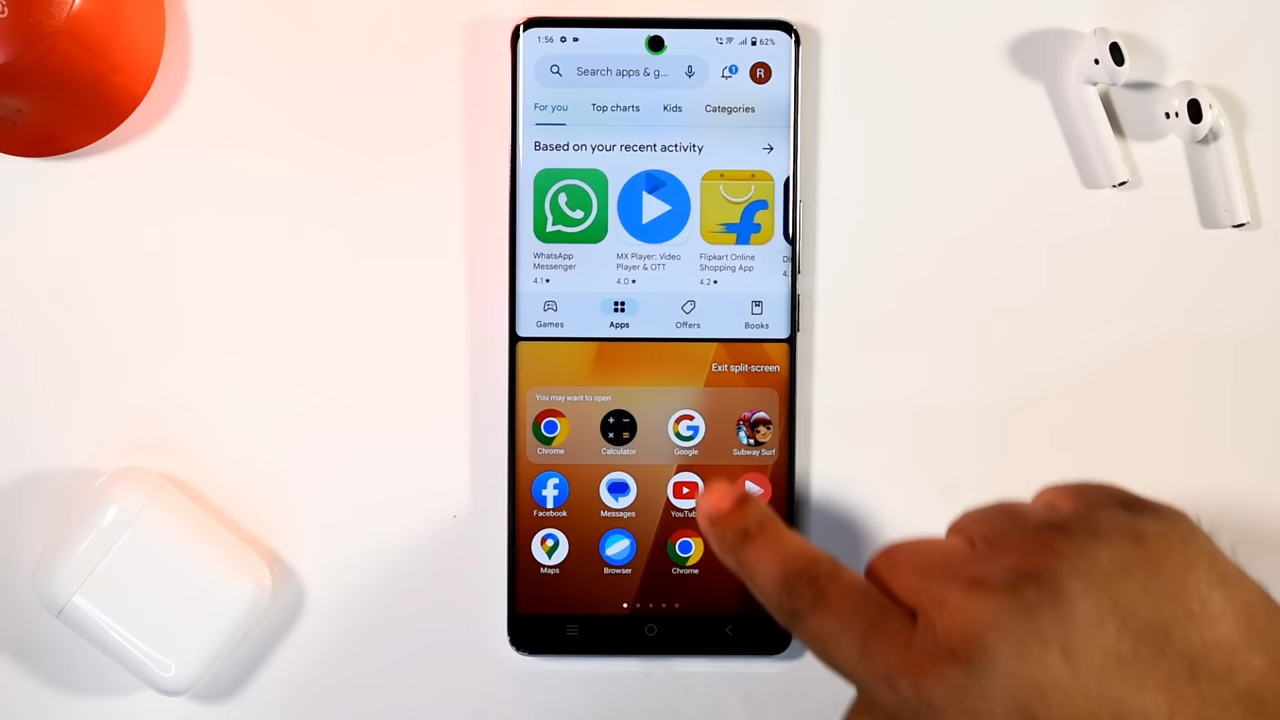 1:56 62%
Search apps & g...
1
R
For you Top charts Kids Categories
Based on your recent activity
WhatsApp Messenger
4.1★
MX Player: Video Player & OTT
4.0★
Flipkart Online Shopping App
4.2★
Games Apps Offers Books
Exit split-screen
You may want to open
Chrome Calculator Google Subway Surf
Facebook Messages YouTub
Maps Browser Chrome